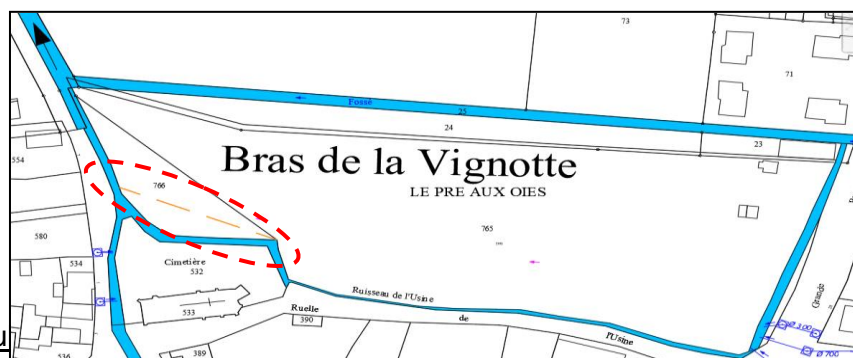 73
71
Fossé
25
24
23
Bras de la Vignotte
LE PRE AUX OIES
554
766
580
765
Cimetière
534
532
Ruisseau de l'Usine
533
Ruelle
de
l'Usine
Grande
390
Ø 300
Ø 700
u
536
389